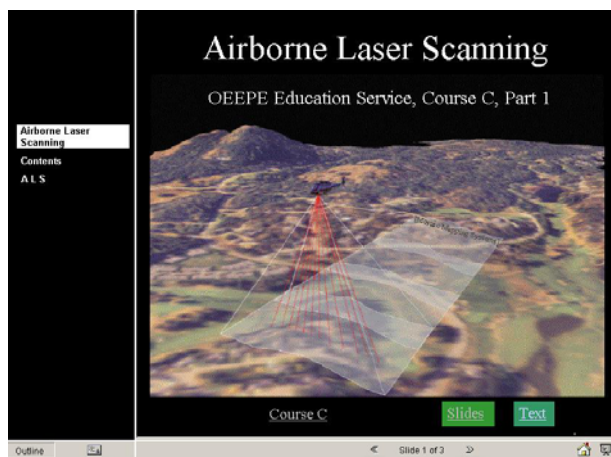 Airborne Laser Scanning
OEEPE Education Service, Course C, Part 1
Airborne Laser
Scanning
Contents
A L S
Course C
Slides
Text
Outline
Slide 1 of 3